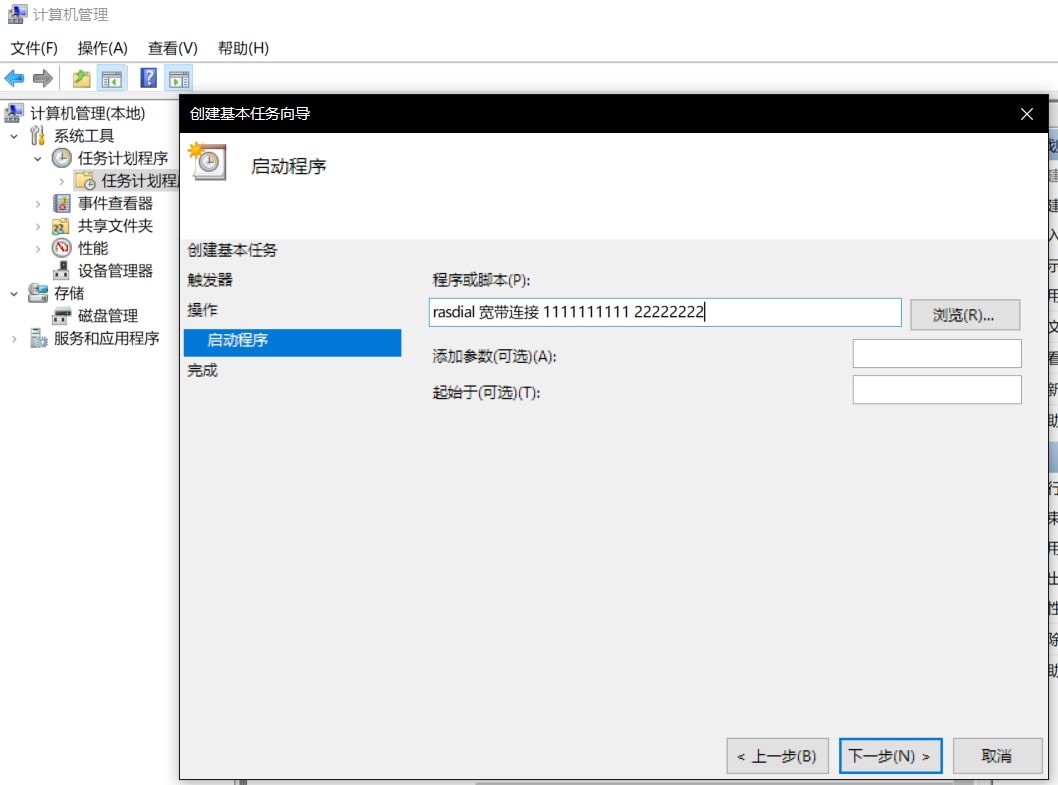 计算机管理
文件(F) 操作(A) 查看(V) 帮助(H)
计算机管理(本地)
系统工具
任务计划程序
任务计划程
事件查看器
共享文件夹
性能
设备管理器
存储
磁盘管理
服务和应用程序
创建基本任务向导
启动程序
创建基本任务
触发器
操作
启动程序
完成
程序或脚本(P):
rasdial 宽带连接 1111111111 22222222
浏览(R)...
添加参数(可选)(A):
起始于(可选)(T):
< 上一步(B)
下一步(N) >
取消